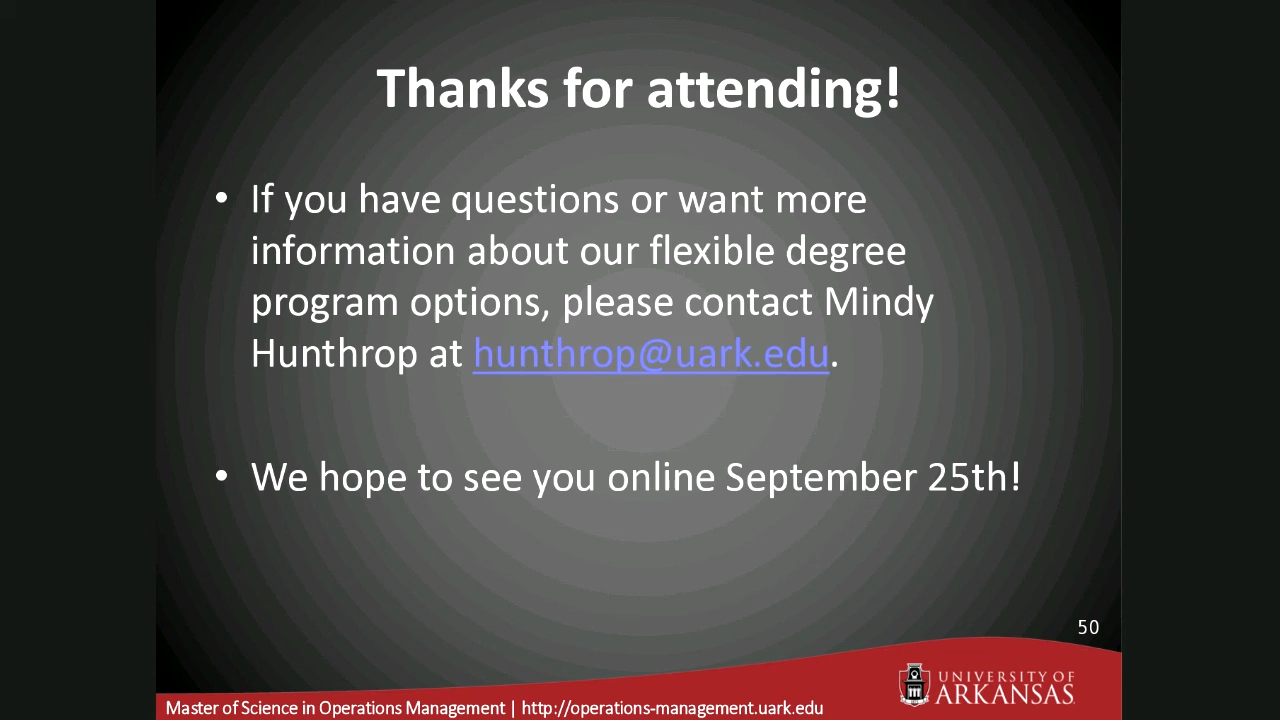 Thanks for attending!
• If you have questions or want more
information about our flexible degree
program options, please contact Mindy
Hunthrop at hunthrop@uark.edu.
• We hope to see you online September 25th!
50
UNIVERSITY OF
ARKANSAS
Master of Science in Operations Management | http://operations-management.uark.edu